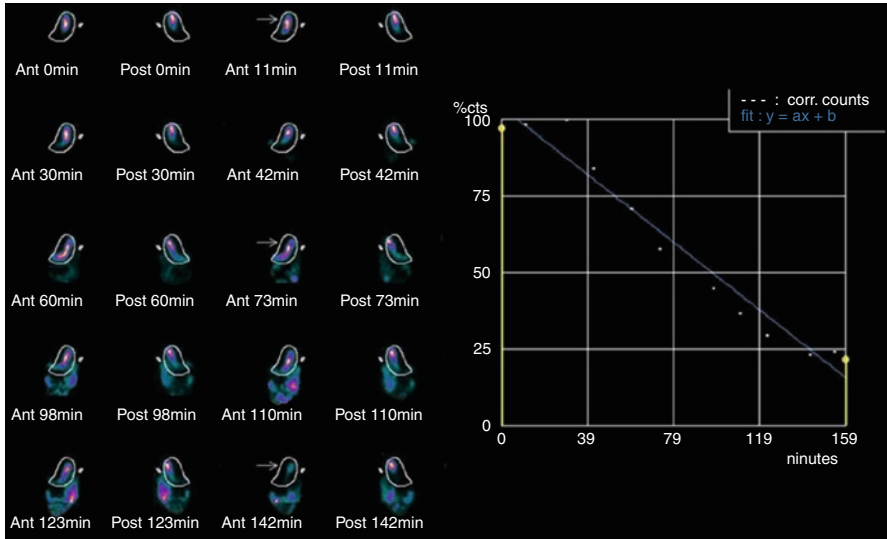 Ant 0min Post 0min Ant 11min Post 11min
Ant 30min Post 30min Ant 42min Post 42min
Ant 60min Post 60min Ant 73min Post 73min
Ant 98min Post 98min Ant 110min Post 110min
Ant 123min Post 123min Ant 142min Post 142min
- - - : corr. counts
fit : y = ax + b
%cts
100
75
50
25
0
0 39 79 119 159
ninutes